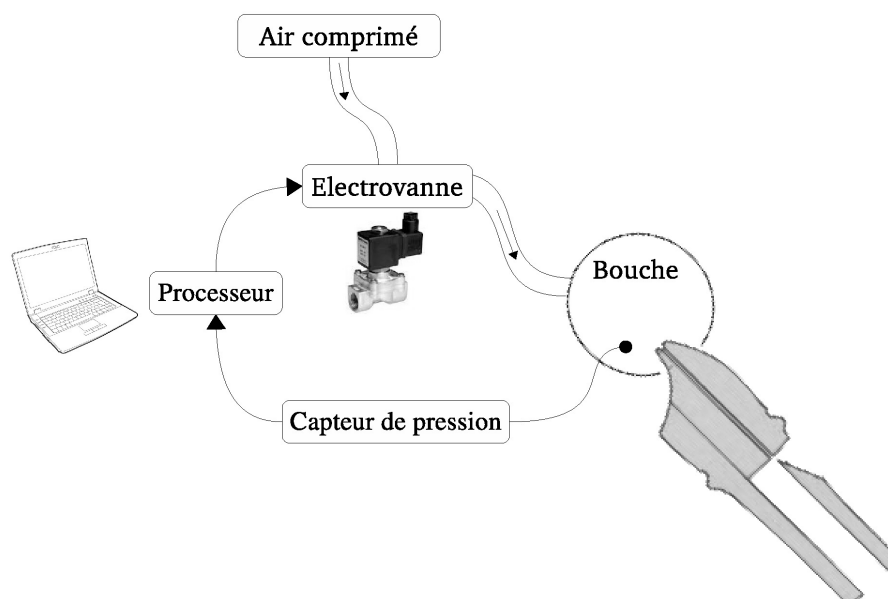 Air comprimé
Electrovanne
Bouche
Processeur
Capteur de pression